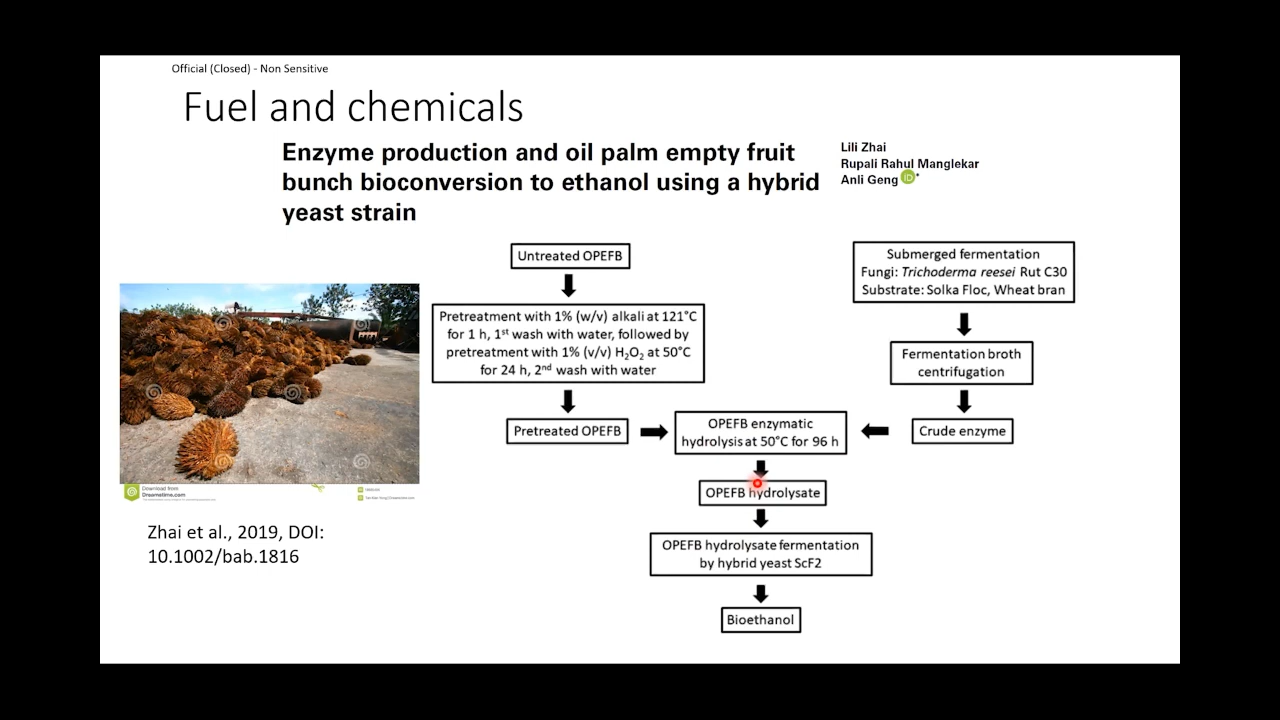 Official (Closed) - Non Sensitive
Fuel and chemicals
Enzyme production and oil palm empty fruit
bunch bioconversion to ethanol using a hybrid
yeast strain
Lili Zhai
Rupali Rahul Manglekar
Anli Geng iD *
Untreated OPEFB
Pretreatment with 1% (w/v) alkali at 121°C
for 1 h, 1st wash with water, followed by
pretreatment with 1% (v/v) H₂O₂ at 50°C
for 24 h, 2nd wash with water
Pretreated OPEFB
Submerged fermentation
Fungi: Trichoderma reesei Rut C30
Substrate: Solka Floc, Wheat bran
Fermentation broth
centrifugation
Crude enzyme
OPEFB enzymatic
hydrolysis at 50°C for 96 h
OPEFB hydrolysate
OPEFB hydrolysate fermentation
by hybrid yeast ScF2
Bioethanol
Download from
Dreamstime.com
Zhai et al., 2019, DOI:
10.1002/bab.1816